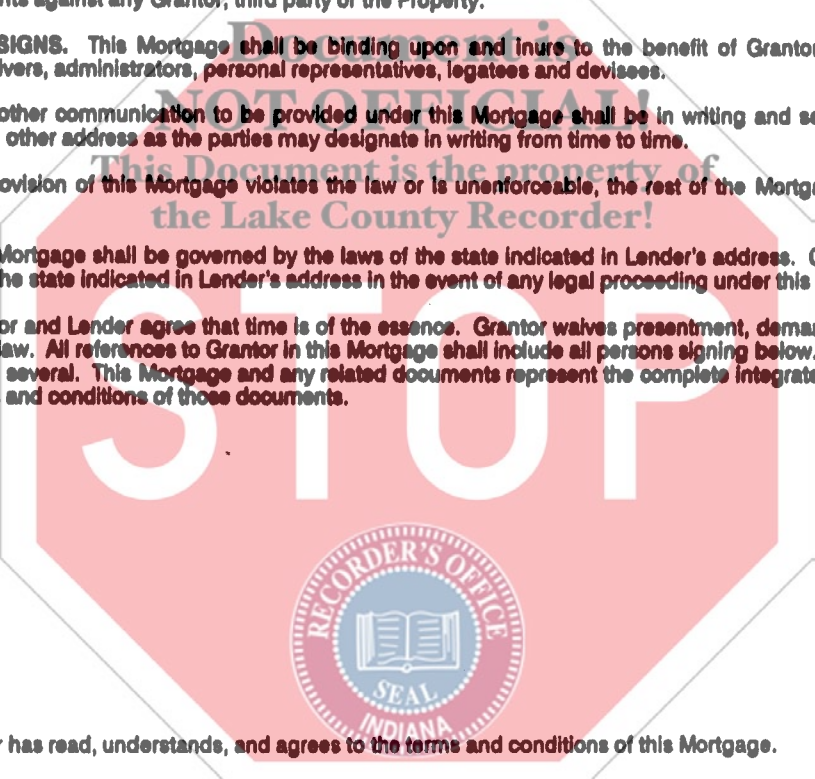 nts against any Grantor, third party or the Property.
SIGNS. This Mortgage shall be binding upon and inure to the benefit of Grantor
ivers, administrators, personal representatives, legatees and devisees.
other communication to be provided under this Mortgage shall be in writing and se
other address as the parties may designate in writing from time to time.
ovision of this Mortgage violates the law or is unenforceable, the rest of the Mortga
Mortgage shall be governed by the laws of the state indicated in Lender's address. G
he state indicated in Lender's address in the event of any legal proceeding under this
or and Lender agree that time is of the essence. Grantor waives presentment, deman
law. All references to Grantor in this Mortgage shall include all persons signing below.
several. This Mortgage and any related documents represent the complete integrate
and conditions of those documents.
r has read, understands, and agrees to the terms and conditions of this Mortgage.
Document is
NOT OFFICIAL!
This Document is the property of
the Lake County Recorder!
STOP
RECORDER'S OFFICE
SEAL
INDIANA